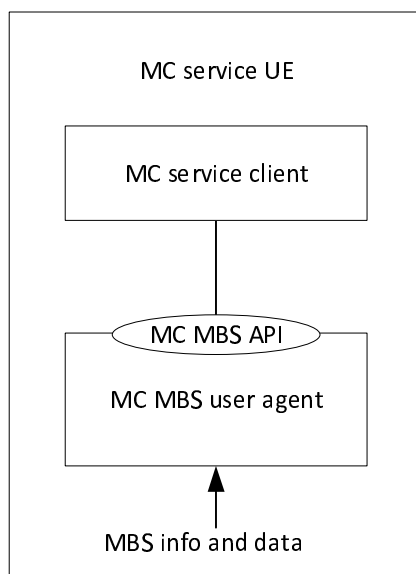 MC service UE
MC service client
MC MBS API
MC MBS user agent
MBS info and data